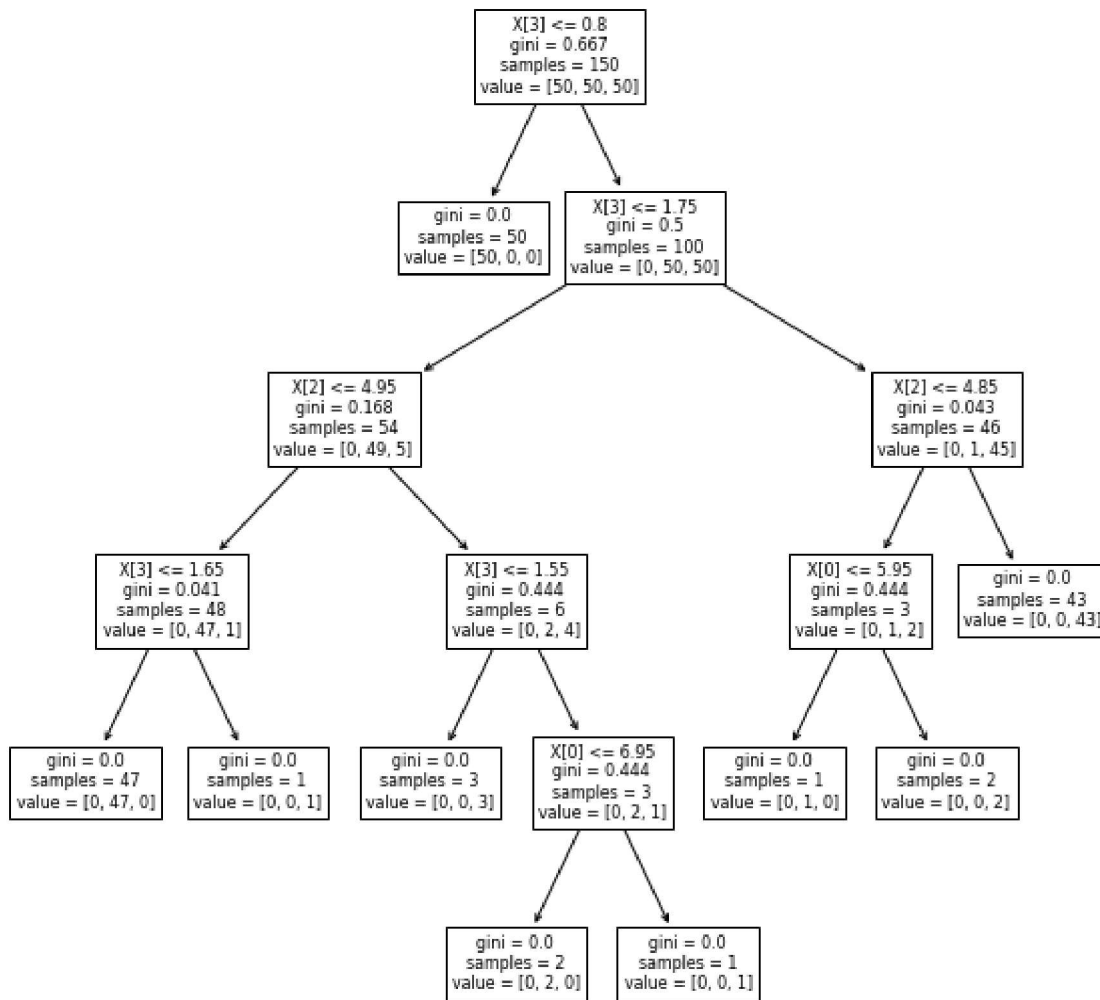 X[3] <= 0.8
gini = 0.667
samples = 150
value = [50, 50, 50]
gini = 0.0
samples = 50
value = [50, 0, 0]
X[3] <= 1.75
gini = 0.5
samples = 100
value = [0, 50, 50]
X[2] <= 4.95
gini = 0.168
samples = 54
value = [0, 49, 5]
X[2] <= 4.85
gini = 0.043
samples = 46
value = [0, 1, 45]
X[3] <= 1.65
gini = 0.041
samples = 48
value = [0, 47, 1]
X[3] <= 1.55
gini = 0.444
samples = 6
value = [0, 2, 4]
X[0] <= 5.95
gini = 0.444
samples = 3
value = [0, 1, 2]
gini = 0.0
samples = 43
value = [0, 0, 43]
gini = 0.0
samples = 47
value = [0, 47, 0]
gini = 0.0
samples = 1
value = [0, 0, 1]
gini = 0.0
samples = 3
value = [0, 0, 3]
X[0] <= 6.95
gini = 0.444
samples = 3
value = [0, 2, 1]
gini = 0.0
samples = 1
value = [0, 1, 0]
gini = 0.0
samples = 2
value = [0, 0, 2]
gini = 0.0
samples = 2
value = [0, 2, 0]
gini = 0.0
samples = 1
value = [0, 0, 1]